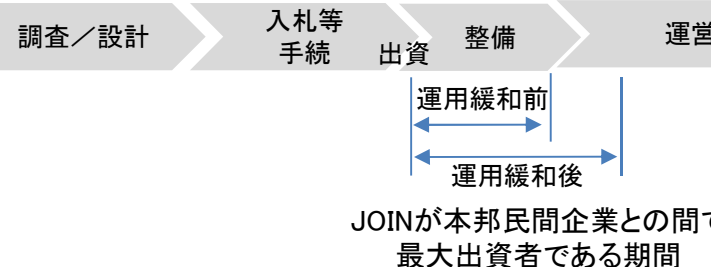 調査／設計
入札等
手続
出資
整備
運営
運用緩和前
運用緩和後
JOINが本邦民間企業との間で
最大出資者である期間